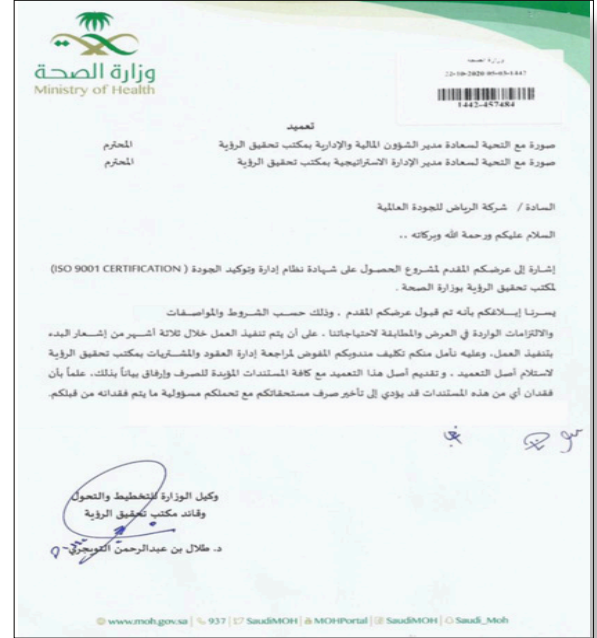 وزارة الصحة
Ministry of Health
وزارة الصحة
1442-457484
تعميد
صورة مع التحية لسعادة مدير الشؤون المالية والإدارية بمكتب تحقيق الرؤية المحترم
صورة مع التحية لسعادة مدير الإدارة الاستراتيجية بمكتب تحقيق الرؤية المحترم
السادة / شركة الرياض للجودة العالمية
السلام عليكم ورحمة الله وبركاته ..
إشارة إلى عرضكم المقدم لمشروع الحصول على شهادة نظام إدارة وتوكيد الجودة ( ISO 9001 CERTIFICATION)
لمكتب تحقيق الرؤية بوزارة الصحة .
يسرنا إبلاغكم بأنه تم قبول عرضكم المقدم ، وذلك حسب الشروط والمواصفات
والالتزامات الواردة في العرض والمطابقة لاحتياجاتنا ، على أن يتم تنفيذ العمل خلال ثلاثة أشهر من إشعار البدء
بتنفيذ العمل، وعليه نأمل منكم تكليف مندوبكم المفوض لمراجعة إدارة العقود والمشتريات بمكتب تحقيق الرؤية
لاستلام أصل التعميد ، و تقديم أصل هذا التعميد مع كافة المستندات المؤيدة للصرف وإرفاق بياناً بذلك، علماً بأن
فقدان أي من هذه المستندات قد يؤدي إلى تأخير صرف مستحقاتكم مع تحملكم مسؤولية ما يتم فقدانه من قبلكم.
وكيل الوزارة للتخطيط والتحول
وقائد مكتب تحقيق الرؤية
د. طلال بن عبدالرحمن التويجري
www.moh.gov.sa | 937 | SaudiMOH | MOHPortal | SaudiMOH | Saudi_Moh